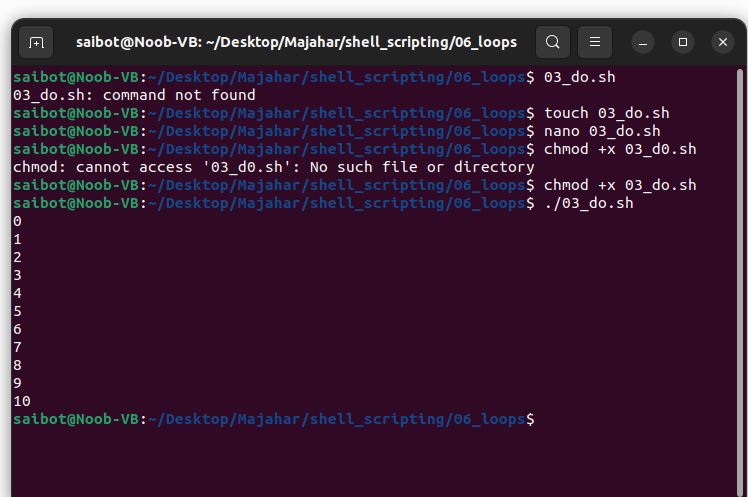 saibot@Noob-VB: ~/Desktop/Majahar/shell_scripting/06_loops
saibot@Noob-VB:~/Desktop/Majahar/shell_scripting/06_loops$ 03_do.sh
03_do.sh: command not found
saibot@Noob-VB:~/Desktop/Majahar/shell_scripting/06_loops$ touch 03_do.sh
saibot@Noob-VB:~/Desktop/Majahar/shell_scripting/06_loops$ nano 03_do.sh
saibot@Noob-VB:~/Desktop/Majahar/shell_scripting/06_loops$ chmod +x 03_d0.sh
chmod: cannot access '03_d0.sh': No such file or directory
saibot@Noob-VB:~/Desktop/Majahar/shell_scripting/06_loops$ chmod +x 03_do.sh
saibot@Noob-VB:~/Desktop/Majahar/shell_scripting/06_loops$ ./03_do.sh
0
1
2
3
4
5
6
7
8
9
10
saibot@Noob-VB:~/Desktop/Majahar/shell_scripting/06_loops$